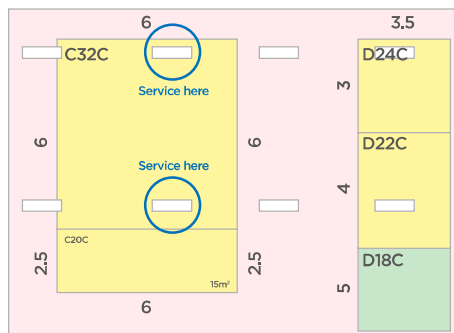 6
3.5
C32C
D24C
Service here
3
6
6
D22C
Service here
4
C20C
2.5
2.5
D18C
15m²
5
6